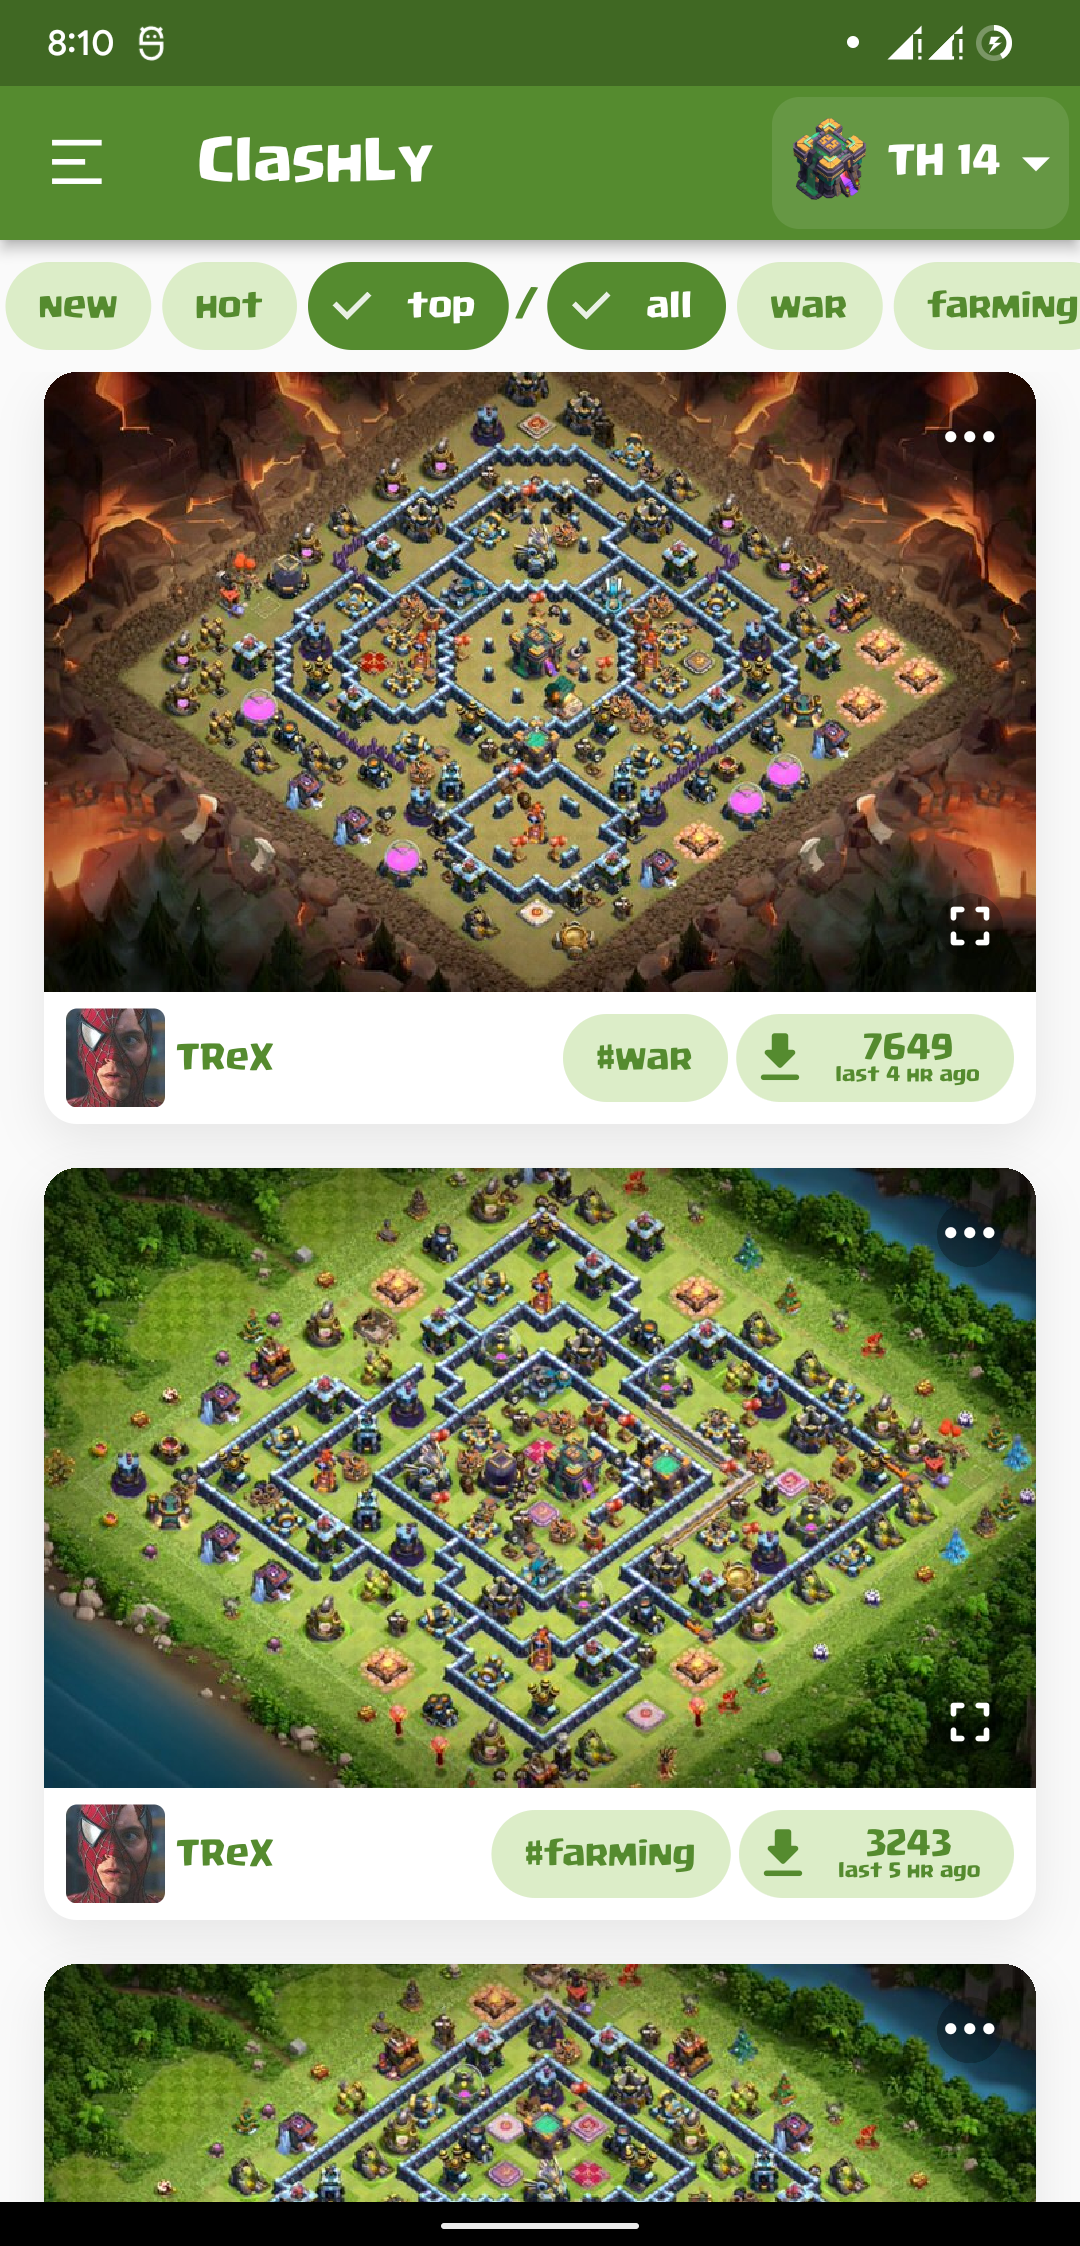 8:10
Clashly
TH 14
new
hot
top / all
war
farming
TRex
#war
7649
last 4 HR ago
TRex
#farming
3243
last 5 HR ago